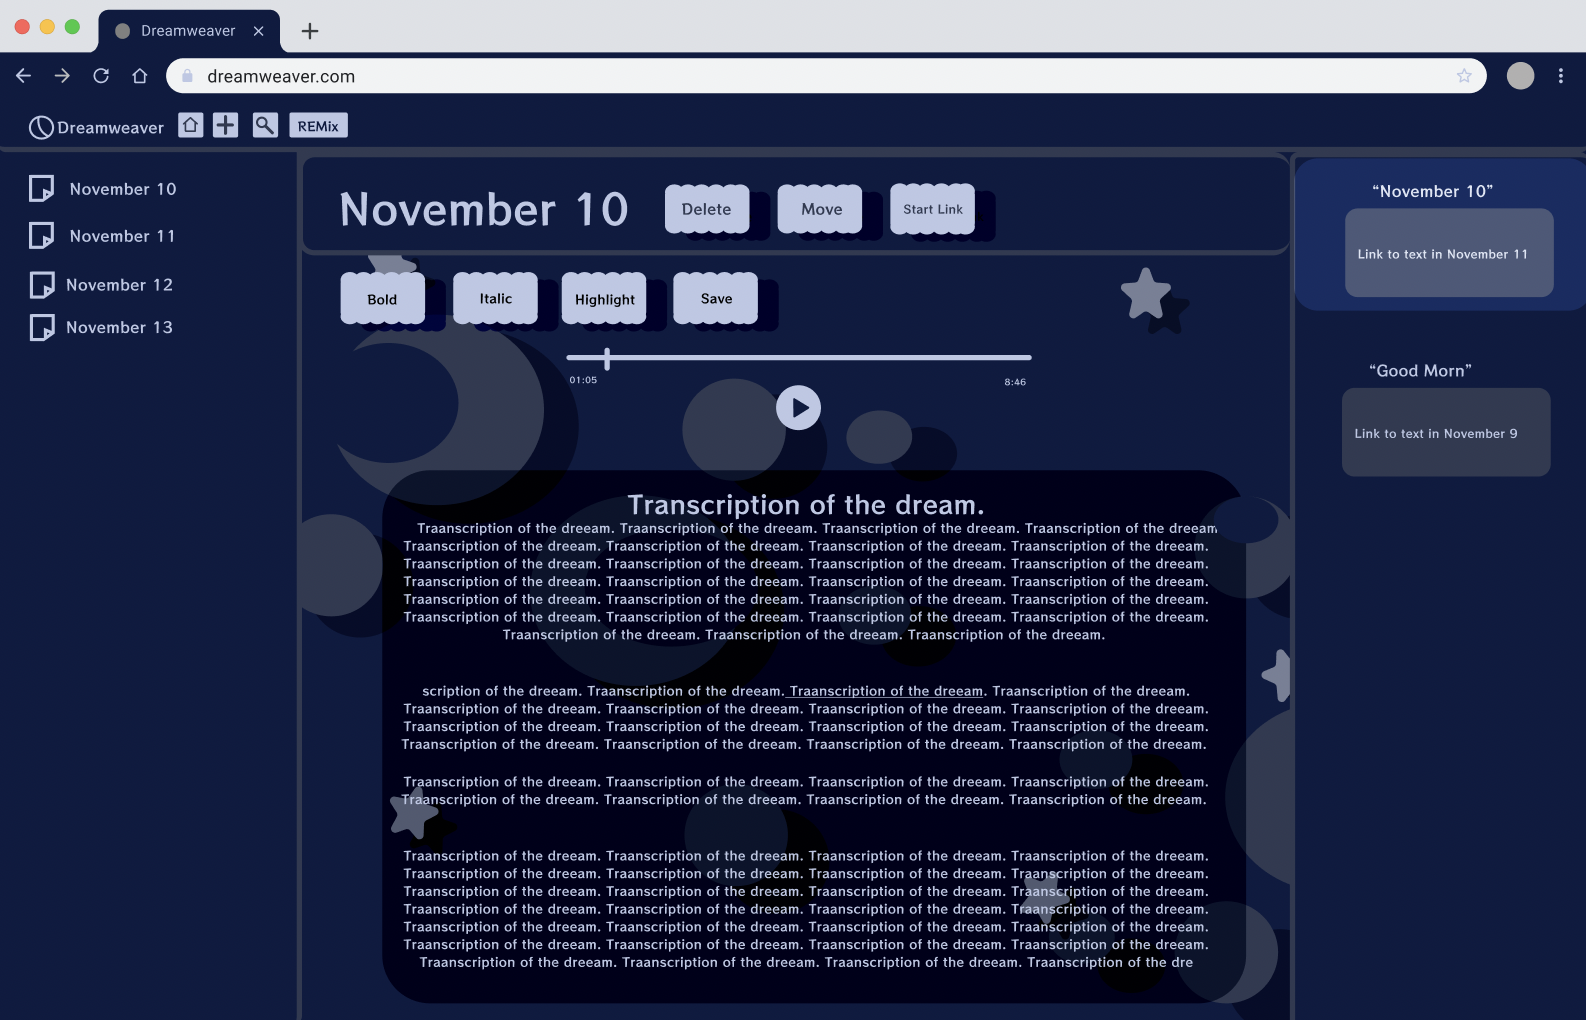 Dreamweaver
dreamweaver.com
Dreamweaver REMix
November 10
November 11
November 12
November 13
November 10 Delete Move Start Link
Bold Italic Highlight Save
01:05 8:46
Transcription of the dream.
Traanscription of the dreeam. Traanscription of the dreeam. Traanscription of the dreeam. Traanscription of the dreeam
Traanscription of the dreeam. Traanscription of the dreeam. Traanscription of the dreeam. Traanscription of the dreeam.
Traanscription of the dreeam. Traanscription of the dreeam. Traanscription of the dreeam. Traanscription of the dreeam.
Traanscription of the dreeam. Traanscription of the dreeam. Traanscription of the dreeam. Traanscription of the dreeam.
Traanscription of the dreeam. Traanscription of the dreeam. Traanscription of the dreeam. Traanscription of the dreeam.
Traanscription of the dreeam. Traanscription of the dreeam. Traanscription of the dreeam. Traanscription of the dreeam.
Traanscription of the dreeam. Traanscription of the dreeam. Traanscription of the dreeam.
scription of the dreeam. Traanscription of the dreeam. Traanscription of the dreeam. Traanscription of the dreeam.
Traanscription of the dreeam. Traanscription of the dreeam. Traanscription of the dreeam. Traanscription of the dreeam.
Traanscription of the dreeam. Traanscription of the dreeam. Traanscription of the dreeam. Traanscription of the dreeam.
Traanscription of the dreeam. Traanscription of the dreeam. Traanscription of the dreeam. Traanscription of the dreeam.
Traanscription of the dreeam. Traanscription of the dreeam. Traanscription of the dreeam. Traanscription of the dreeam.
Traanscription of the dreeam. Traanscription of the dreeam. Traanscription of the dreeam. Traanscription of the dreeam.
Traanscription of the dreeam. Traanscription of the dreeam. Traanscription of the dreeam. Traanscription of the dreeam.
Traanscription of the dreeam. Traanscription of the dreeam. Traanscription of the dreeam. Traanscription of the dreeam.
Traanscription of the dreeam. Traanscription of the dreeam. Traanscription of the dreeam. Traanscription of the dreeam.
Traanscription of the dreeam. Traanscription of the dreeam. Traanscription of the dreeam. Traanscription of the dreeam.
Traanscription of the dreeam. Traanscription of the dreeam. Traanscription of the dreeam. Traanscription of the dreeam.
Traanscription of the dreeam. Traanscription of the dreeam. Traanscription of the dreeam. Traanscription of the dreeam.
Traanscription of the dreeam. Traanscription of the dreeam. Traanscription of the dreeam. Traanscription of the dre
“November 10”
Link to text in November 11
“Good Morn”
Link to text in November 9